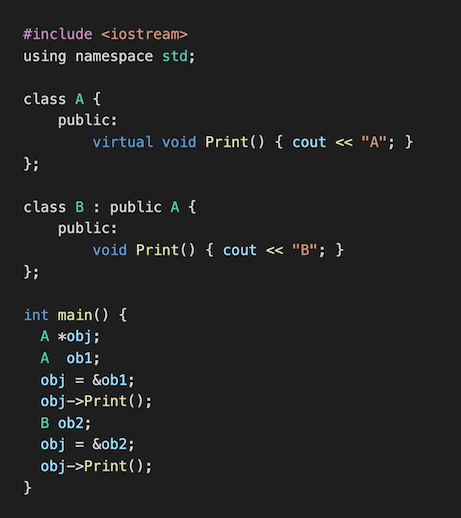 #include <iostream>
using namespace std;

class A {
    public:
        virtual void Print() { cout << "A"; }
};

class B : public A {
    public:
        void Print() { cout << "B"; }
};

int main() {
  A *obj;
  A  ob1;
  obj = &ob1;
  obj->Print();
  B ob2;
  obj = &ob2;
  obj->Print();
}